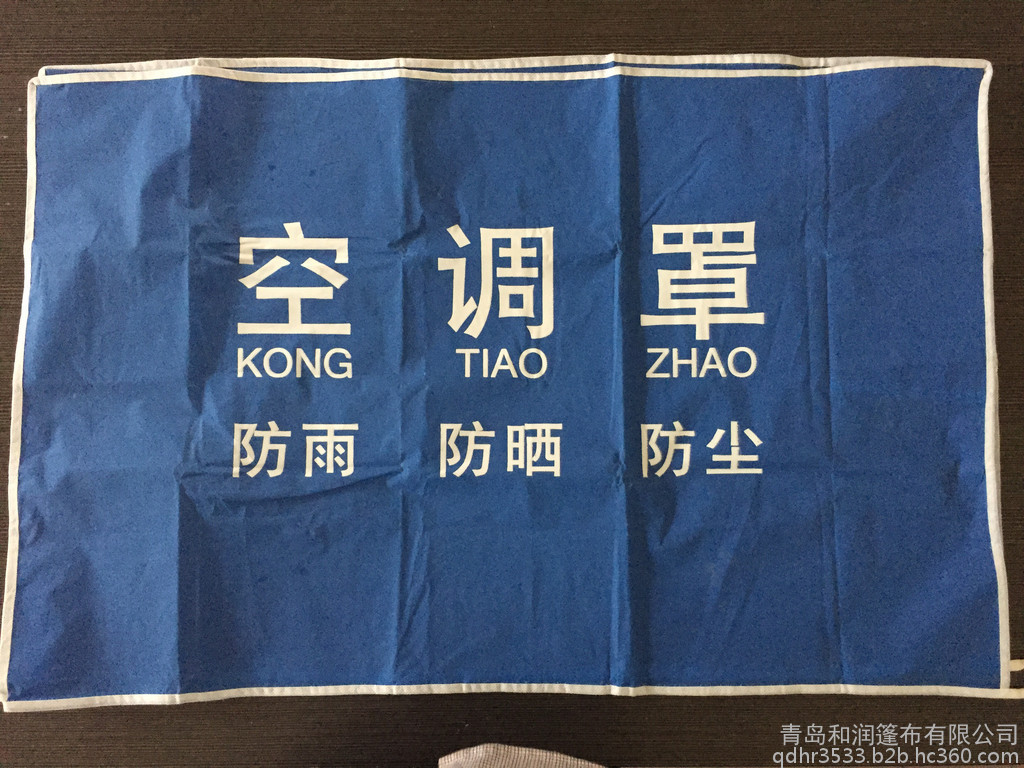 空调罩
KONG TIAO ZHAO
防雨 防晒 防尘
青岛和润篷布有限公司
qdhr3533.b2b.hc360.com